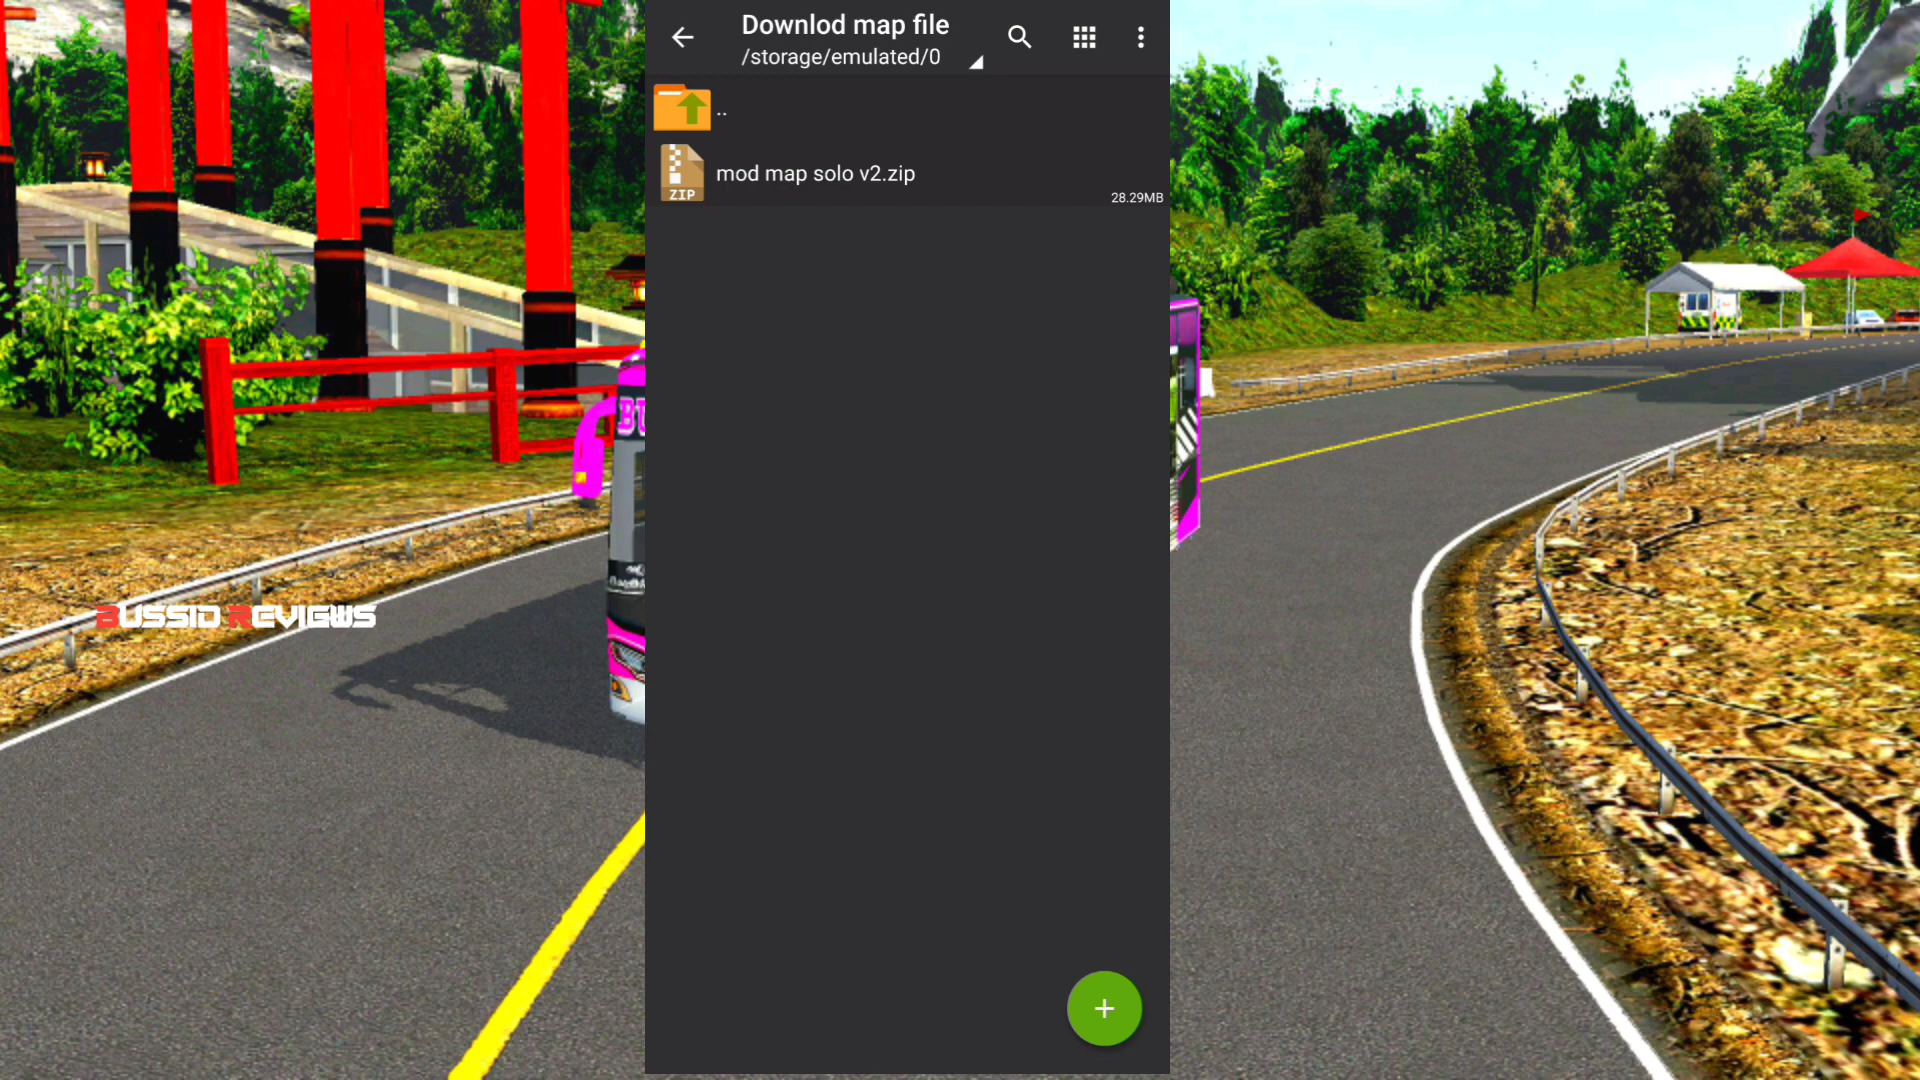 Downlod map file
/storage/emulated/0
..
ZIP
mod map solo v2.zip
28.29MB
BUSSID REVIEWS